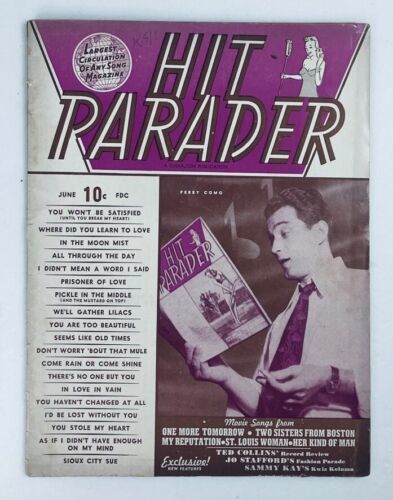 LARGEST
CIRCULATION
OF ANY SONG
MAGAZINE
HIT
PARADER
A CHARLTON PUBLICATION
JUNE 10c FDC
PERRY COMO
YOU WON'T BE SATISFIED
(UNTIL YOU BREAK MY HEART)
WHERE DID YOU LEARN TO LOVE
IN THE MOON MIST
ALL THROUGH THE DAY
I DIDN'T MEAN A WORD I SAID
PRISONER OF LOVE
PICKLE IN THE MIDDLE
(AND THE MUSTARD ON TOP)
WE'LL GATHER LILACS
YOU ARE TOO BEAUTIFUL
SEEMS LIKE OLD TIMES
DON'T WORRY 'BOUT THAT MULE
COME RAIN OR COME SHINE
THERE'S NO ONE BUT YOU
IN LOVE IN VAIN
YOU HAVEN'T CHANGED AT ALL
I'D BE LOST WITHOUT YOU
YOU STOLE MY HEART
AS IF I DIDN'T HAVE ENOUGH
ON MY MIND
SIOUX CITY SUE
HIT
PARADER
Movie Songs from
ONE MORE TOMORROW • TWO SISTERS FROM BOSTON
MY REPUTATION • ST. LOUIS WOMAN • HER KIND OF MAN
Exclusive!
NEW FEATURES
TED COLLINS' Record Review
JO STAFFORD'S Fashion Parade
SAMMY KAY'S Kwiz Kolumn